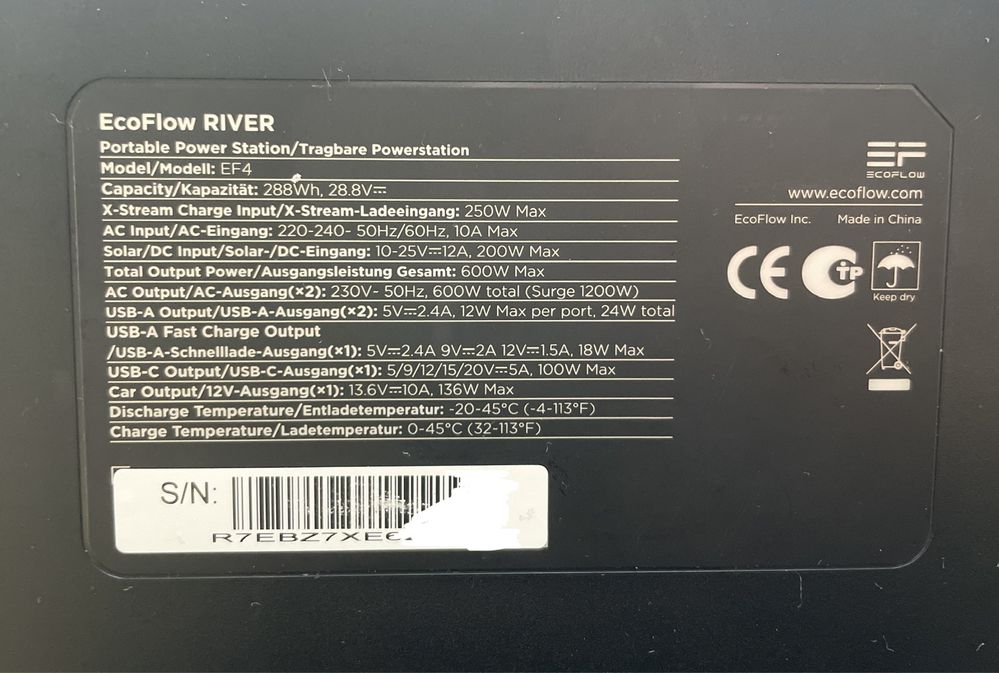 EcoFlow RIVER
Portable Power Station/Tragbare Powerstation
Model/Modell: EF4
Capacity/Kapazität: 288Wh, 28.8V⎓
X-Stream Charge Input/X-Stream-Ladeeingang: 250W Max
AC Input/AC-Eingang: 220-240~ 50Hz/60Hz, 10A Max
Solar/DC Input/Solar-/DC-Eingang: 10-25V⎓12A, 200W Max
Total Output Power/Ausgangsleistung Gesamt: 600W Max
AC Output/AC-Ausgang(×2): 230V~ 50Hz, 600W total (Surge 1200W)
USB-A Output/USB-A-Ausgang(×2): 5V⎓2.4A, 12W Max per port, 24W total
USB-A Fast Charge Output
/USB-A-Schnelllade-Ausgang(×1): 5V⎓2.4A 9V⎓2A 12V⎓1.5A, 18W Max
USB-C Output/USB-C-Ausgang(×1): 5/9/12/15/20V⎓5A, 100W Max
Car Output/12V-Ausgang(×1): 13.6V⎓10A, 136W Max
Discharge Temperature/Entladetemperatur: -20-45°C (-4-113°F)
Charge Temperature/Ladetemperatur: 0-45°C (32-113°F)
EF
ECOFLOW
www.ecoflow.com
EcoFlow Inc. Made in China
CE
Keep dry
S/N:
R7EBZ7XE